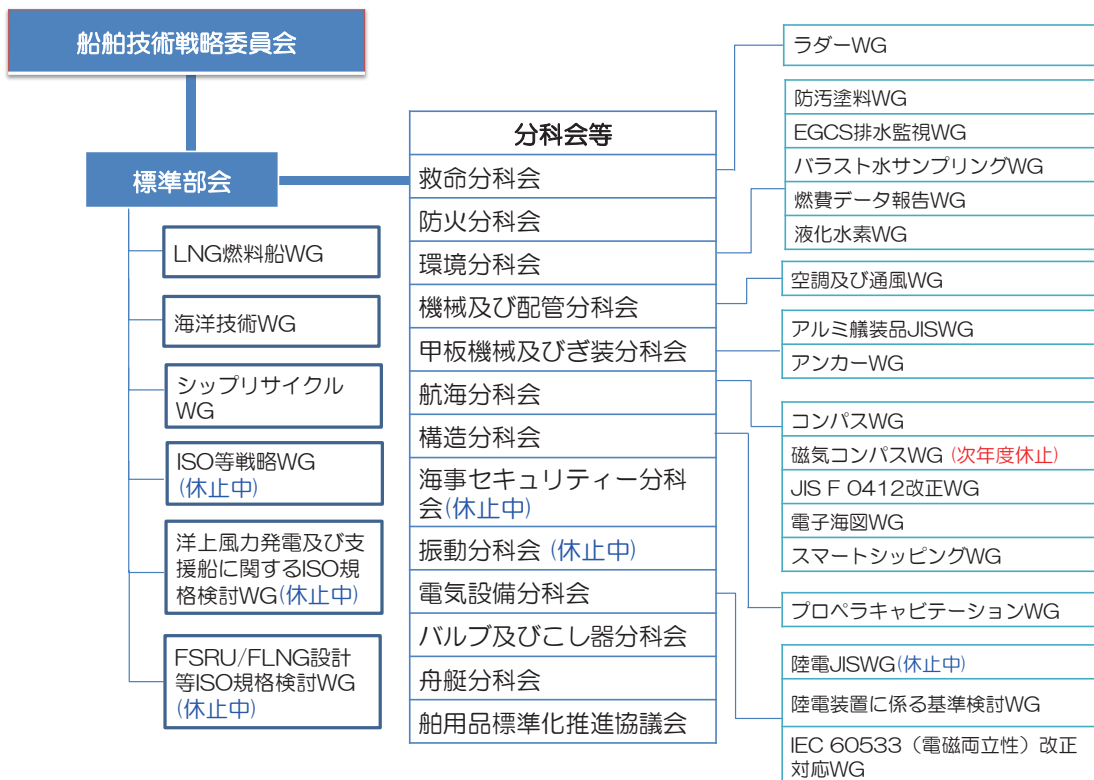 船舶技術戦略委員会
標準部会
LNG燃料船WG
海洋技術WG
シップリサイクル
WG
ISO等戦略WG
(休止中)
洋上風力発電及び支
援船に関するISO規
格検討WG(休止中)
FSRU/FLNG設計
等ISO規格検討WG
(休止中)
分科会等
救命分科会
防火分科会
環境分科会
機械及び配管分科会
甲板機械及びぎ装分科会
航海分科会
構造分科会
海事セキュリティー分科
会(休止中)
振動分科会 (休止中)
電気設備分科会
バルブ及びこし器分科会
舟艇分科会
舶用品標準化推進協議会
ラダーWG
防汚塗料WG
EGCS排水監視WG
バラスト水サンプリングWG
燃費データ報告WG
液化水素WG
空調及び通風WG
アルミ艤装品JISWG
アンカーWG
コンパスWG
磁気コンパスWG (次年度休止)
JIS F 0412改正WG
電子海図WG
スマートシッピングWG
プロペラキャビテーションWG
陸電JISWG(休止中)
陸電装置に係る基準検討WG
IEC 60533（電磁両立性）改正
対応WG